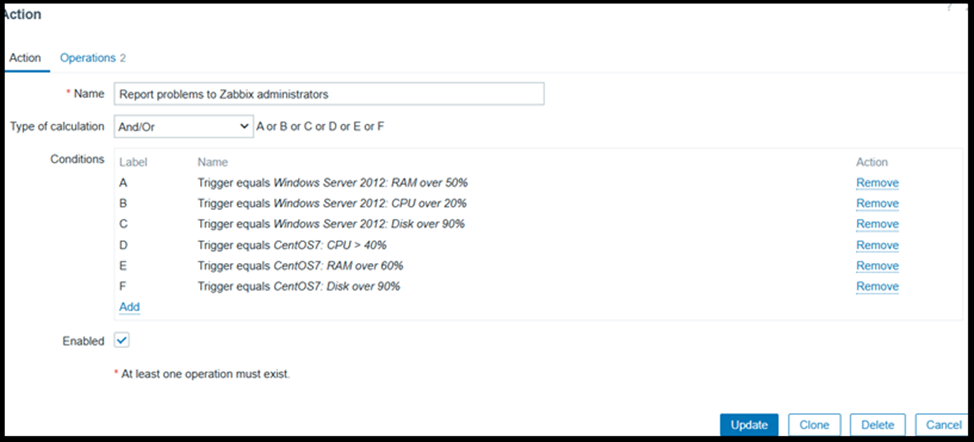 Action
?
Action Operations 2
* Name Report problems to Zabbix administrators
Type of calculation And/Or A or B or C or D or E or F
Conditions Label Name Action
A Trigger equals Windows Server 2012: RAM over 50% Remove
B Trigger equals Windows Server 2012: CPU over 20% Remove
C Trigger equals Windows Server 2012: Disk over 90% Remove
D Trigger equals CentOS7: CPU > 40% Remove
E Trigger equals CentOS7: RAM over 60% Remove
F Trigger equals CentOS7: Disk over 90% Remove
Add
Enabled
* At least one operation must exist.
Update Clone Delete Cancel